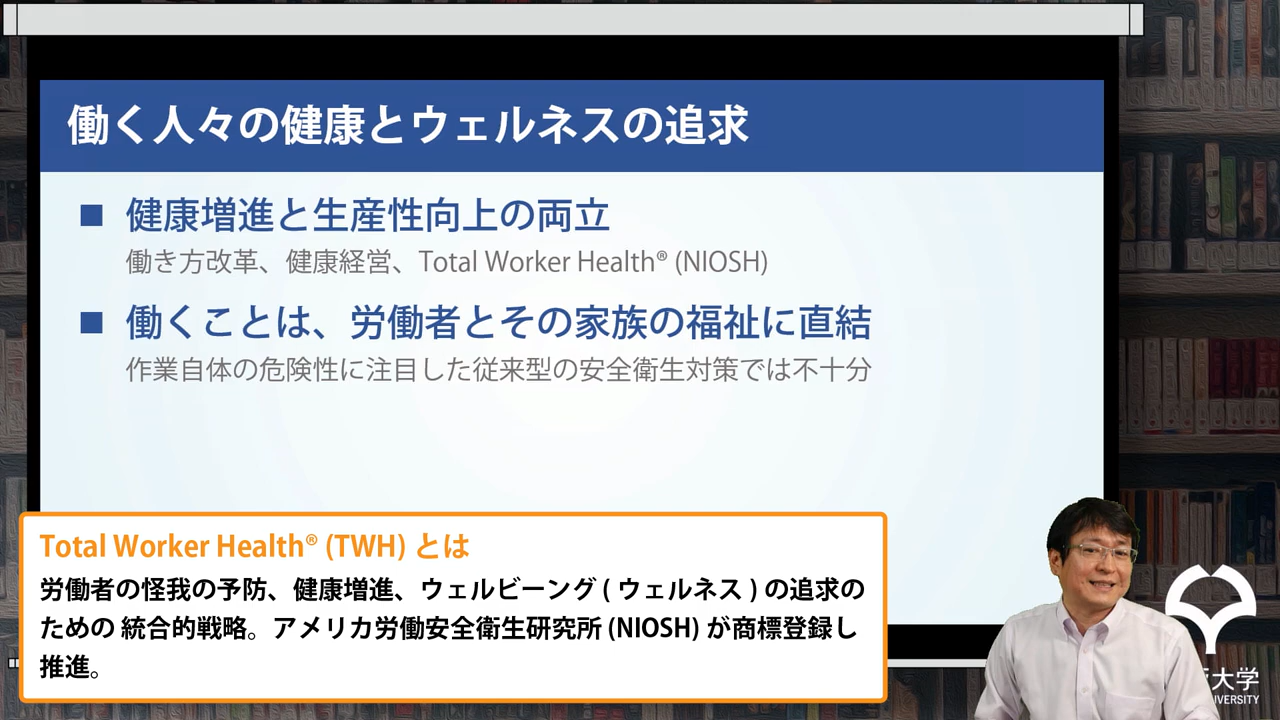 働く人々の健康とウェルネスの追求
■ 健康増進と生産性向上の両立
働き方改革、健康経営、Total Worker Health® (NIOSH)
■ 働くことは、労働者とその家族の福祉に直結
作業自体の危険性に注目した従来型の安全衛生対策では不十分
Total Worker Health® (TWH) とは
労働者の怪我の予防、健康増進、ウェルビーング ( ウェルネス ) の追求の
ための 統合的戦略。アメリカ労働安全衛生研究所 (NIOSH) が商標登録し
推進。
大学